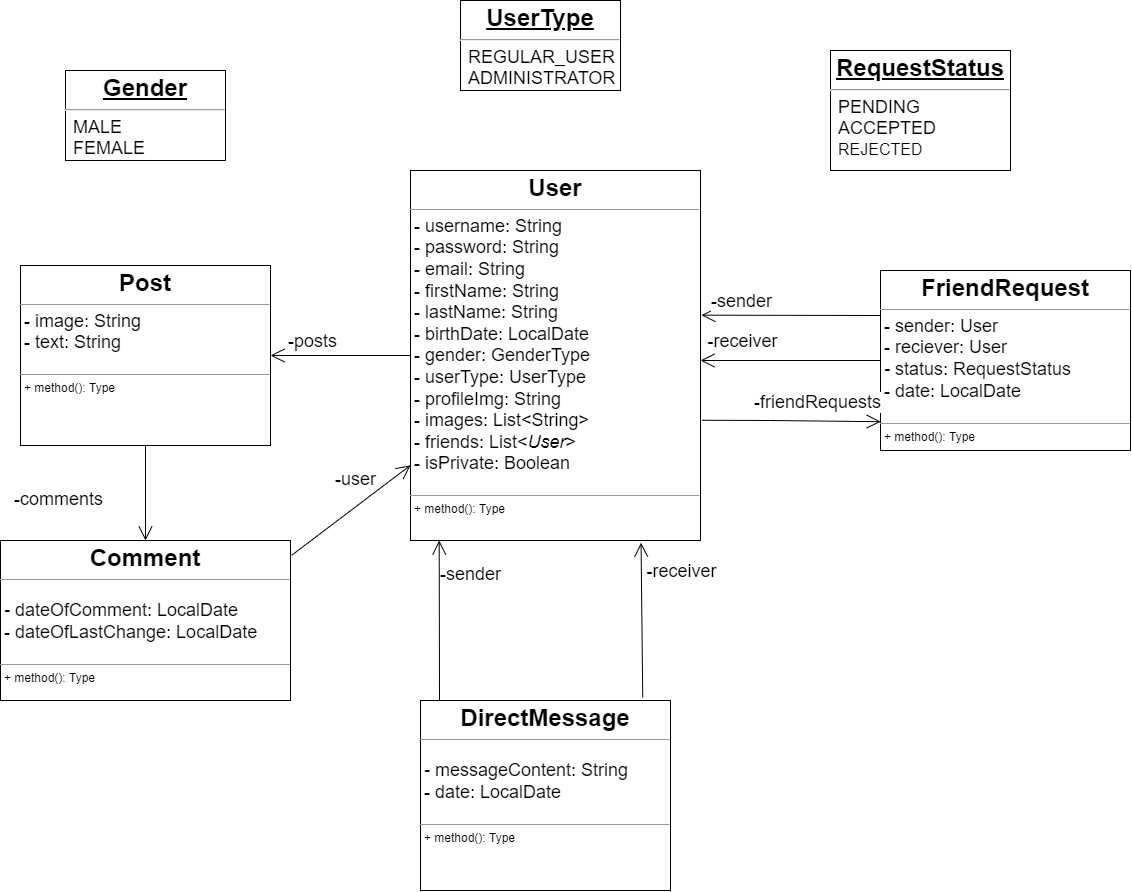 UserType
REGULAR_USER
ADMINISTRATOR
RequestStatus
PENDING
ACCEPTED
REJECTED
Gender
MALE
FEMALE
User
- username: String
- password: String
- email: String
- firstName: String
- lastName: String
- birthDate: LocalDate
- gender: GenderType
- userType: UserType
- profileImg: String
- images: List<String>
- friends: List<User>
- isPrivate: Boolean
+ method(): Type
Post
- image: String
- text: String
+ method(): Type
-posts
FriendRequest
- sender: User
- reciever: User
- status: RequestStatus
- date: LocalDate
+ method(): Type
-sender
-receiver
-friendRequests
-comments
-user
Comment
- dateOfComment: LocalDate
- dateOfLastChange: LocalDate
+ method(): Type
-sender
-receiver
DirectMessage
- messageContent: String
- date: LocalDate
+ method(): Type